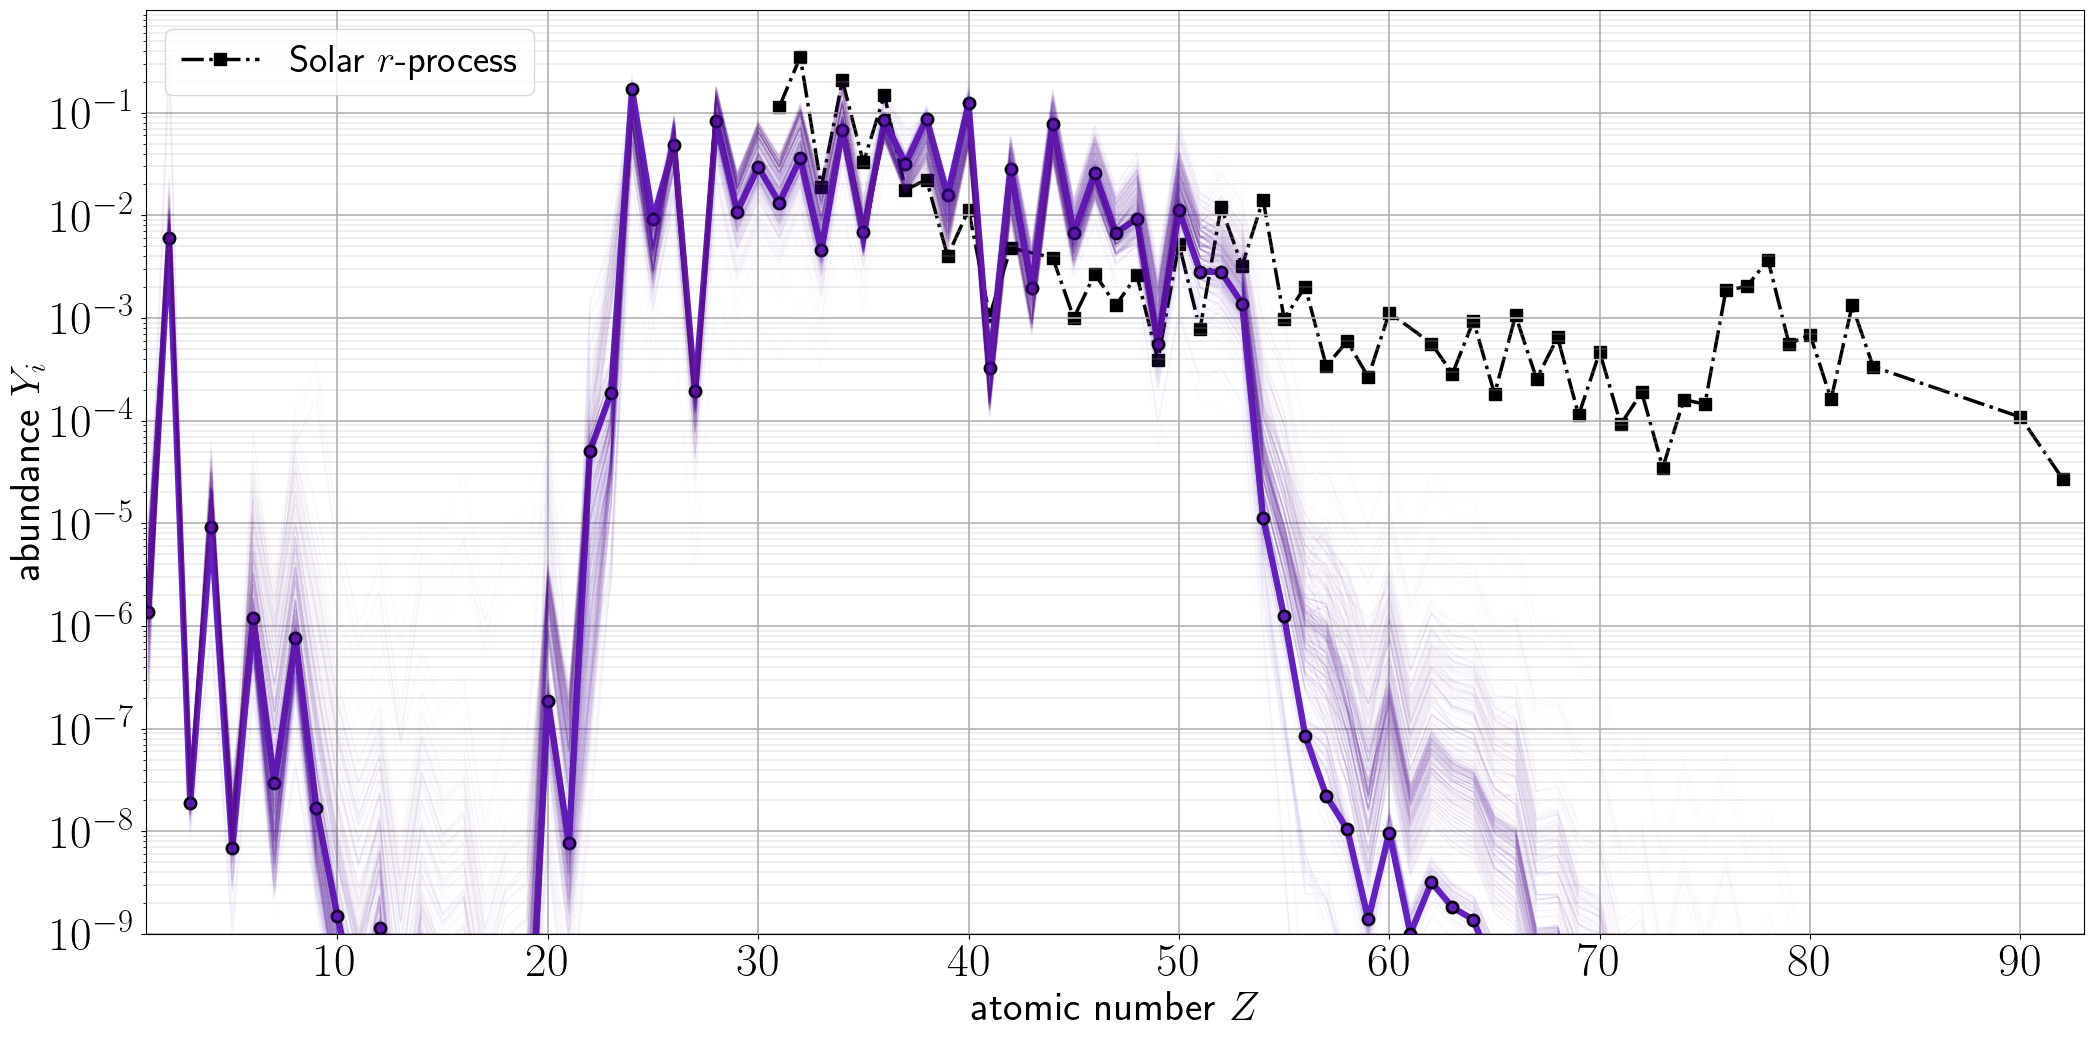 Solar r-process
abundance Y_i
10^{-1}
10^{-2}
10^{-3}
10^{-4}
10^{-5}
10^{-6}
10^{-7}
10^{-8}
10^{-9}
10 20 30 40 50 60 70 80 90
atomic number Z